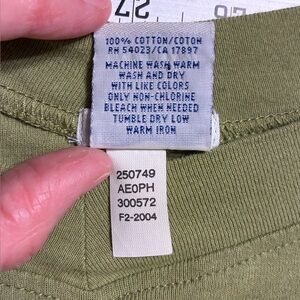 100% COTTON/COTON
RH 54023/CA 17897
MACHINE WASH WARM
WASH AND DRY
WITH LIKE COLORS
ONLY NON-CHLORINE
BLEACH WHEN NEEDED
TUMBLE DRY LOW
WARM IRON
250749
AE0PH
300572
F2-2004